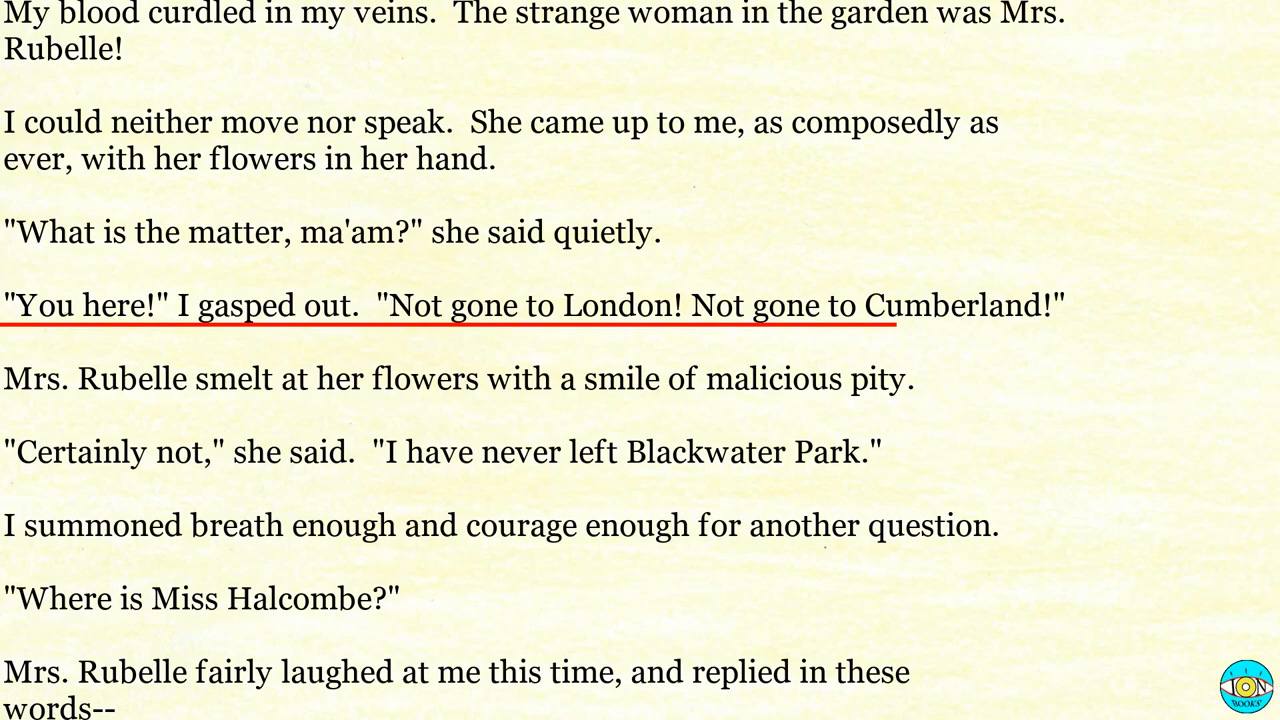 My blood curdled in my veins.  The strange woman in the garden was Mrs.
Rubelle!
I could neither move nor speak.  She came up to me, as composedly as
ever, with her flowers in her hand.
"What is the matter, ma'am?" she said quietly.
"You here!" I gasped out.  "Not gone to London! Not gone to Cumberland!"
Mrs. Rubelle smelt at her flowers with a smile of malicious pity.
"Certainly not," she said.  "I have never left Blackwater Park."
I summoned breath enough and courage enough for another question.
"Where is Miss Halcombe?"
Mrs. Rubelle fairly laughed at me this time, and replied in these
words--
ION
BOOKS